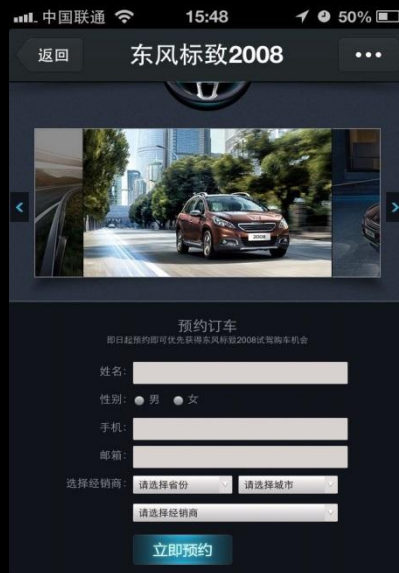 中国联通 15:48 50%
返回 东风标致2008
2008
预约订车
即日起预约即可优先获得东风标致2008试驾购车机会
姓名:
性别: 男 女
手机:
邮箱:
选择经销商: 请选择省份 请选择城市
请选择经销商
立即预约